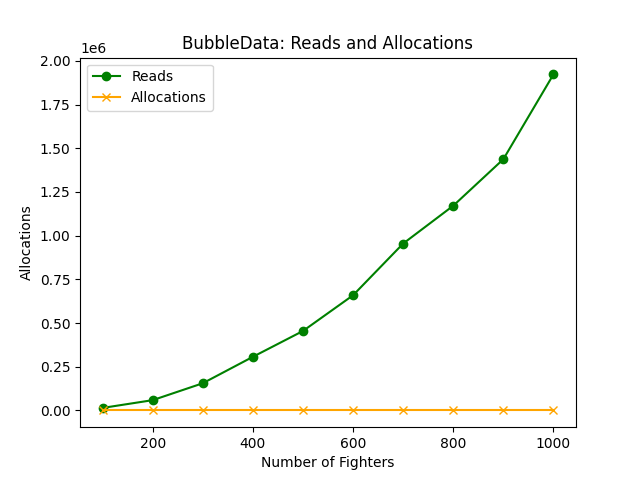 BubbleData: Reads and Allocations
1e6
2.00
1.75
1.50
1.25
1.00
0.75
0.50
0.25
0.00
Allocations
Reads
Allocations
200 400 600 800 1000
Number of Fighters